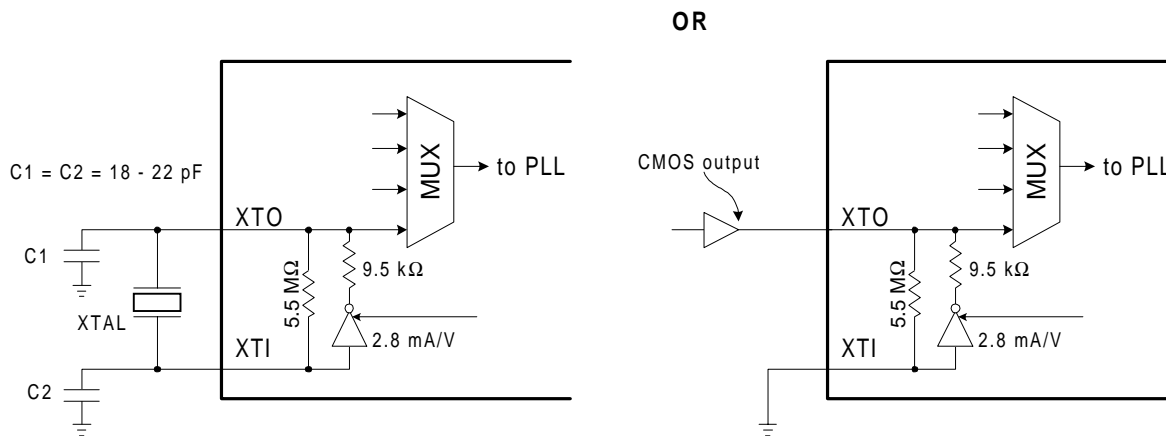 OR
C1 = C2 = 18 - 22 pF
C1
XTAL
C2
XTO
XTI
5.5 MΩ
9.5 kΩ
2.8 mA/V
MUX
to PLL
CMOS output
XTO
XTI
5.5 MΩ
9.5 kΩ
2.8 mA/V
MUX
to PLL